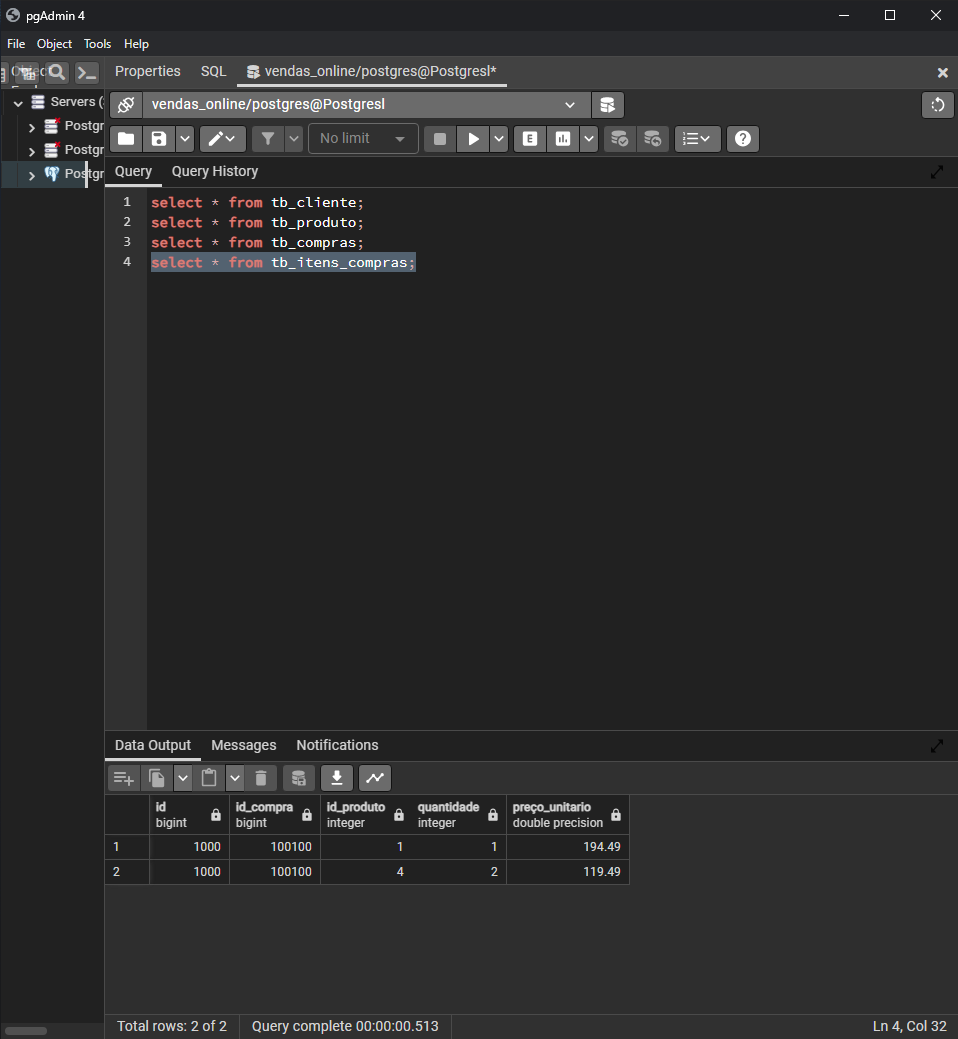 pgAdmin 4
File Object Tools Help
Properties SQL vendas_online/postgres@Postgresl*
Servers (
vendas_online/postgres@Postgresl
Postgr
No limit
E
Postgr
Postgr
Query Query History
1 select * from tb_cliente;
2 select * from tb_produto;
3 select * from tb_compras;
4 select * from tb_itens_compras;
Data Output Messages Notifications
id id_compra id_produto quantidade preço_unitario
bigint bigint integer integer double precision
1 1000 100100 1 1 194.49
2 1000 100100 4 2 119.49
Total rows: 2 of 2 Query complete 00:00:00.513 Ln 4, Col 32